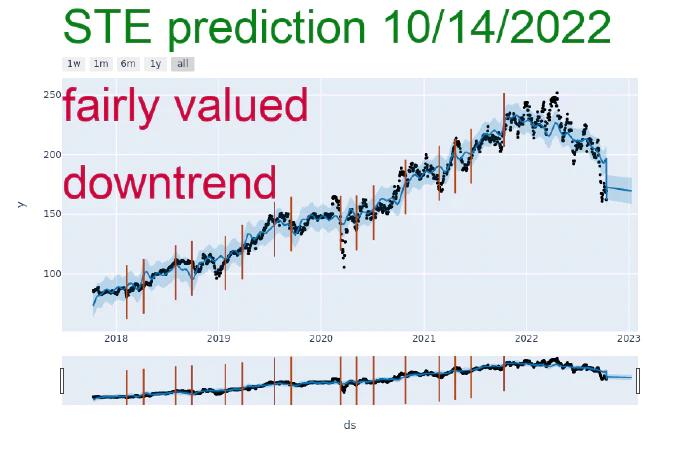 STE prediction 10/14/2022
1w 1m 6m 1y all
fairly valued
downtrend
250
200
150
100
y
2018 2019 2020 2021 2022 2023
ds